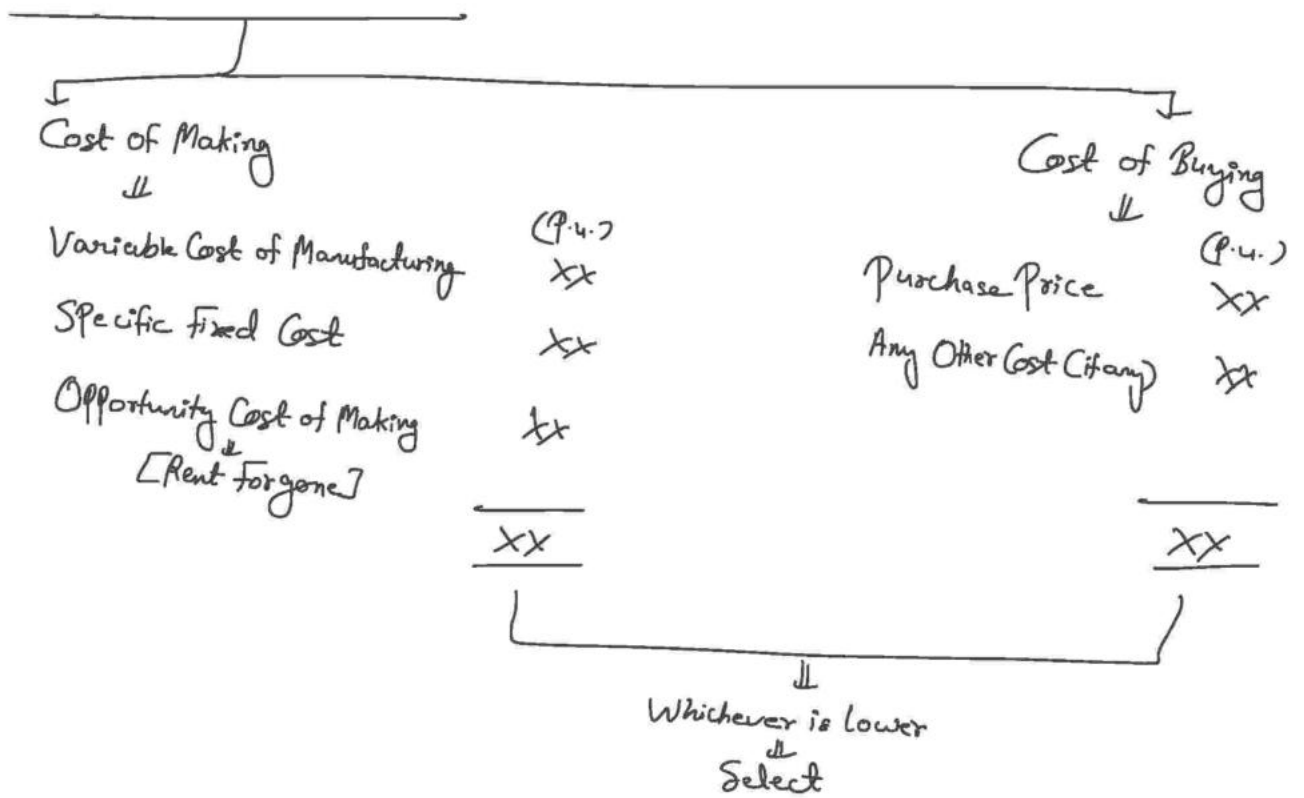 Cost of Making
(P.u.)
Variable Cost of Manufacturing XX
Specific Fixed Cost XX
Opportunity Cost of Making XX
[Rent Forgone]
XX
Cost of Buying
(P.u.)
Purchase Price XX
Any Other Cost (if any) XX
XX
Whichever is lower
Select